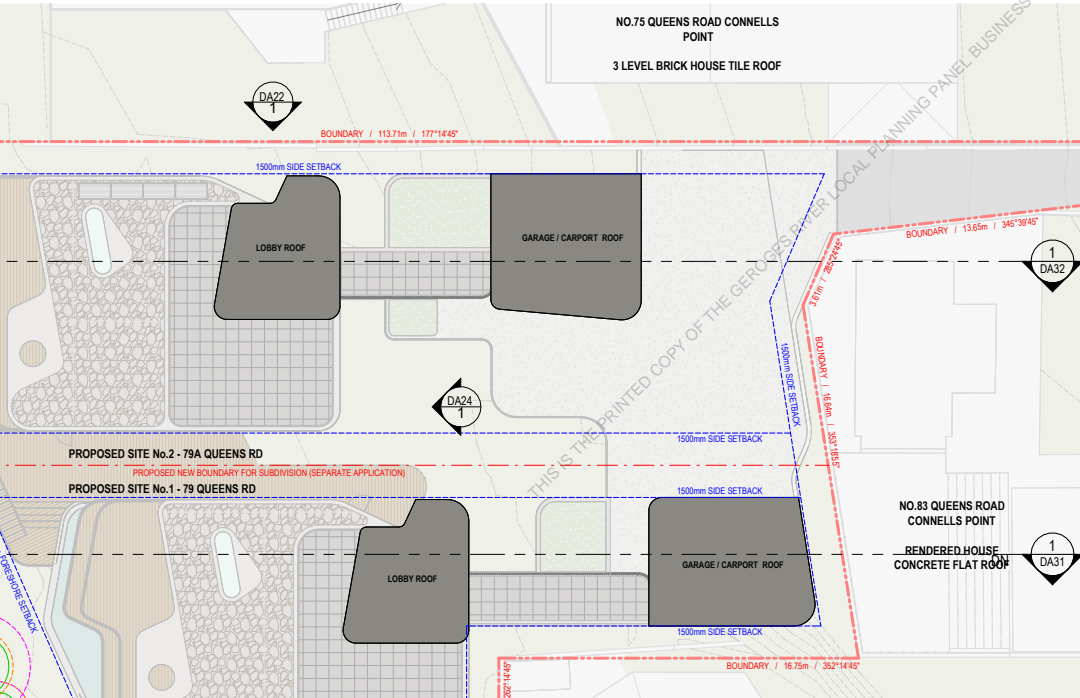 NO.75 QUEENS ROAD CONNELLS
POINT
3 LEVEL BRICK HOUSE TILE ROOF
DA22
1
BOUNDARY / 113.71m / 177°14'45"
1500mm SIDE SETBACK
LOBBY ROOF
GARAGE / CARPORT ROOF
BOUNDARY / 13.65m / 345°39'45"
3.61m / 285°24'45"
1
DA32
BOUNDARY / 16.64m / 353°18'55"
1500mm SIDE SETBACK
DA24
1
1500mm SIDE SETBACK
PROPOSED SITE No.2 - 79A QUEENS RD
PROPOSED NEW BOUNDARY FOR SUBDIVISION (SEPARATE APPLICATION)
PROPOSED SITE No.1 - 79 QUEENS RD
1500mm SIDE SETBACK
NO.83 QUEENS ROAD
CONNELLS POINT
RENDERED HOUSE
CONCRETE FLAT ROOF
DN
1
DA31
LOBBY ROOF
GARAGE / CARPORT ROOF
FORESHORE SETBACK
1500mm SIDE SETBACK
BOUNDARY / 16.75m / 352°14'45"
262°14'45"
THIS IS THE PRINTED COPY OF THE GEROGES RIVER LOCAL PLANNING PANEL BUSINESS